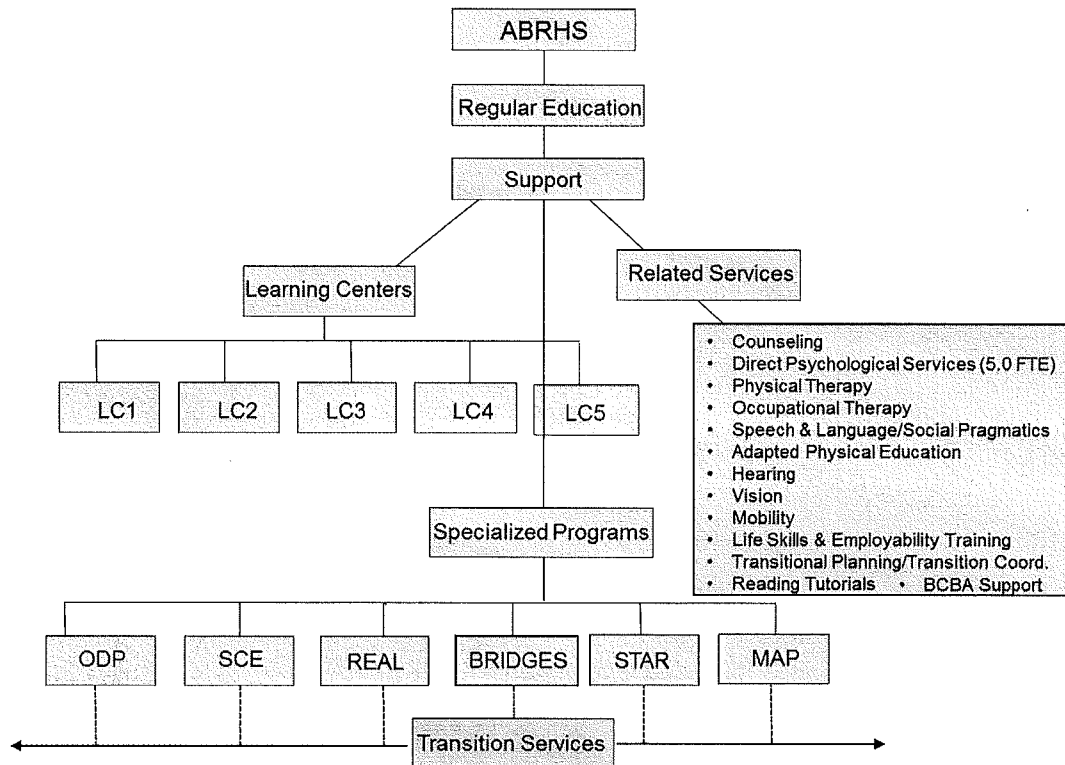 ABRHS
Regular Education
Support
Learning Centers
Related Services
LC1 LC2 LC3 LC4 LC5
• Counseling
• Direct Psychological Services (5.0 FTE)
• Physical Therapy
• Occupational Therapy
• Speech & Language/Social Pragmatics
• Adapted Physical Education
• Hearing
• Vision
• Mobility
• Life Skills & Employability Training
• Transitional Planning/Transition Coord.
• Reading Tutorials • BCBA Support
Specialized Programs
ODP SCE REAL BRIDGES STAR MAP
Transition Services